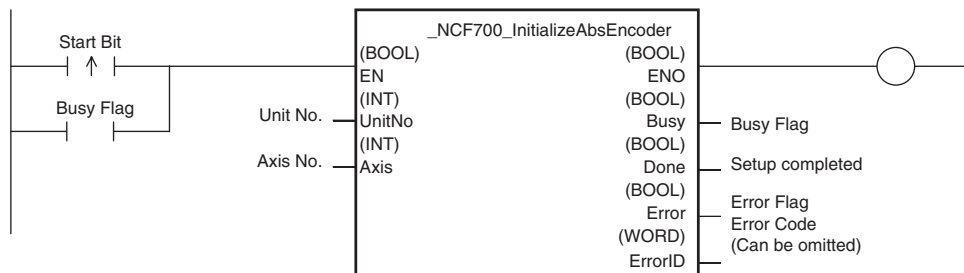 _NCF700_InitializeAbsEncoder
Start Bit
(BOOL)
(BOOL)
EN
ENO
Busy Flag
(INT)
(BOOL)
Unit No.
UnitNo
Busy
Busy Flag
(INT)
(BOOL)
Axis No.
Axis
Done
Setup completed
(BOOL)
Error
Error Flag
Error Code
(Can be omitted)
(WORD)
ErrorID